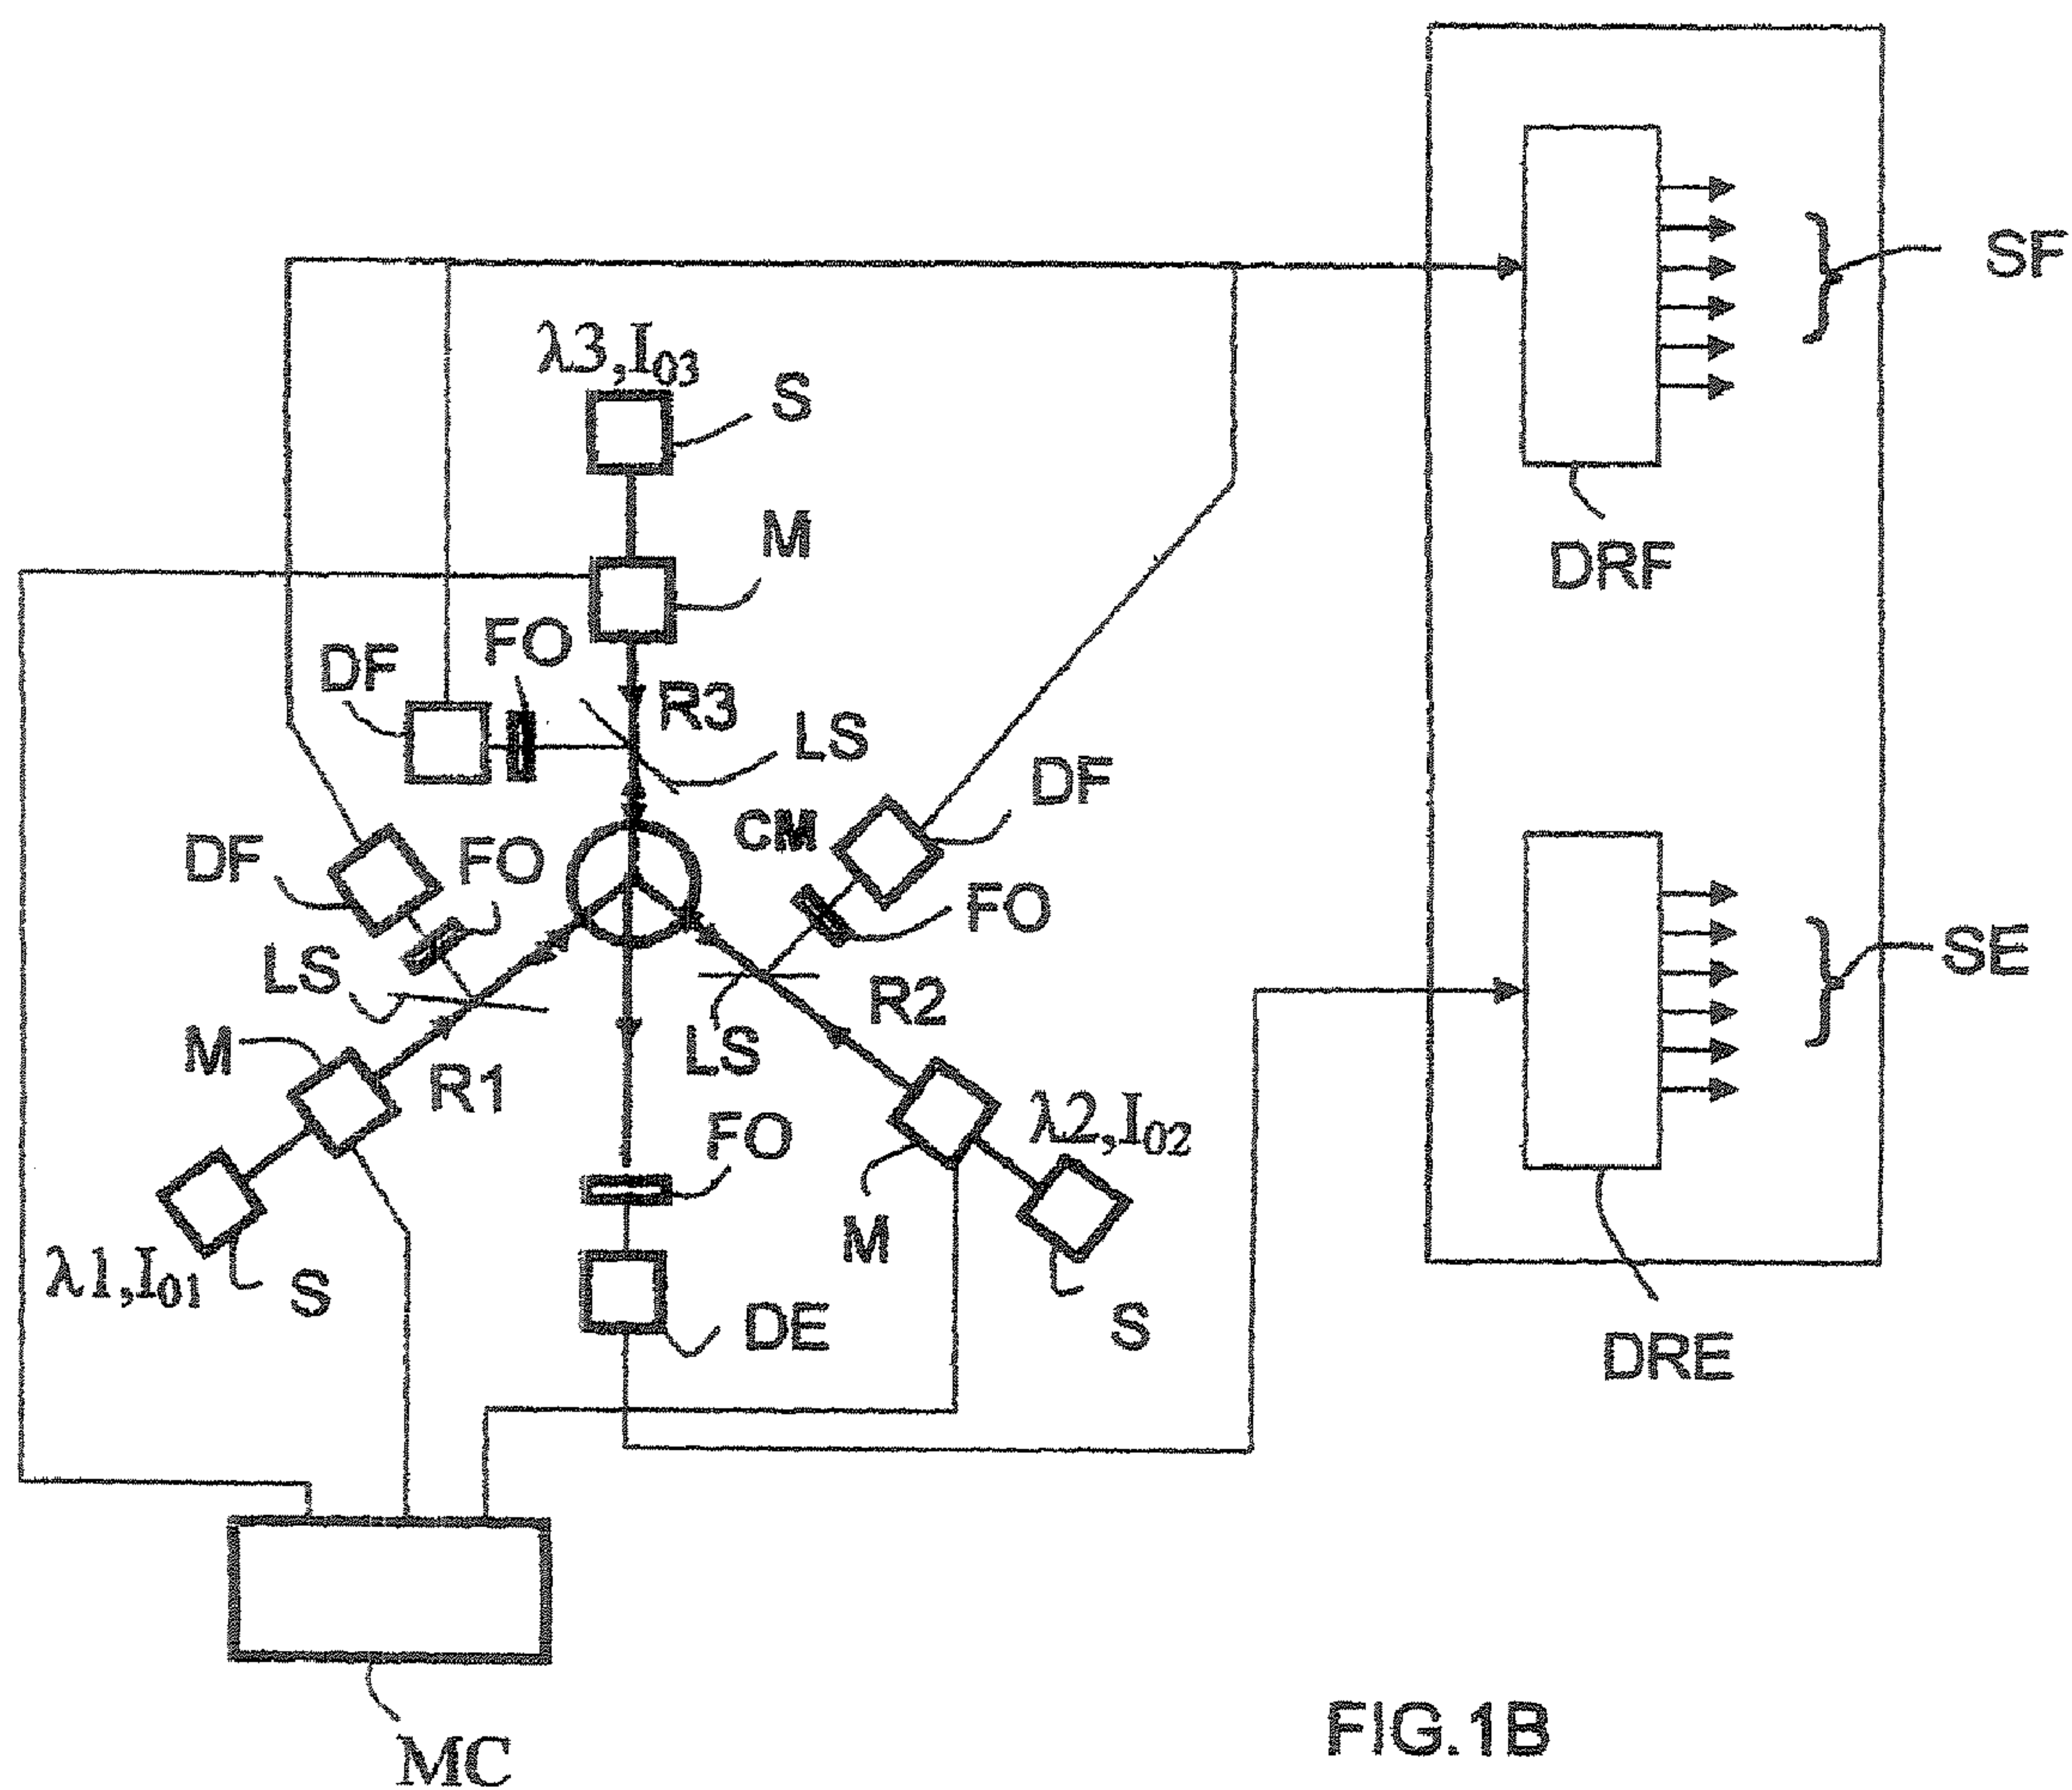 SF
λ3,I03
S
M
DRF
FO
DF
R3
LS
DF
CM
DF
FO
FO
LS
SE
R2
M
LS
R1
λ2,I02
FO
M
λ1,I01
S
DE
S
DRE
FIG.1B
MC